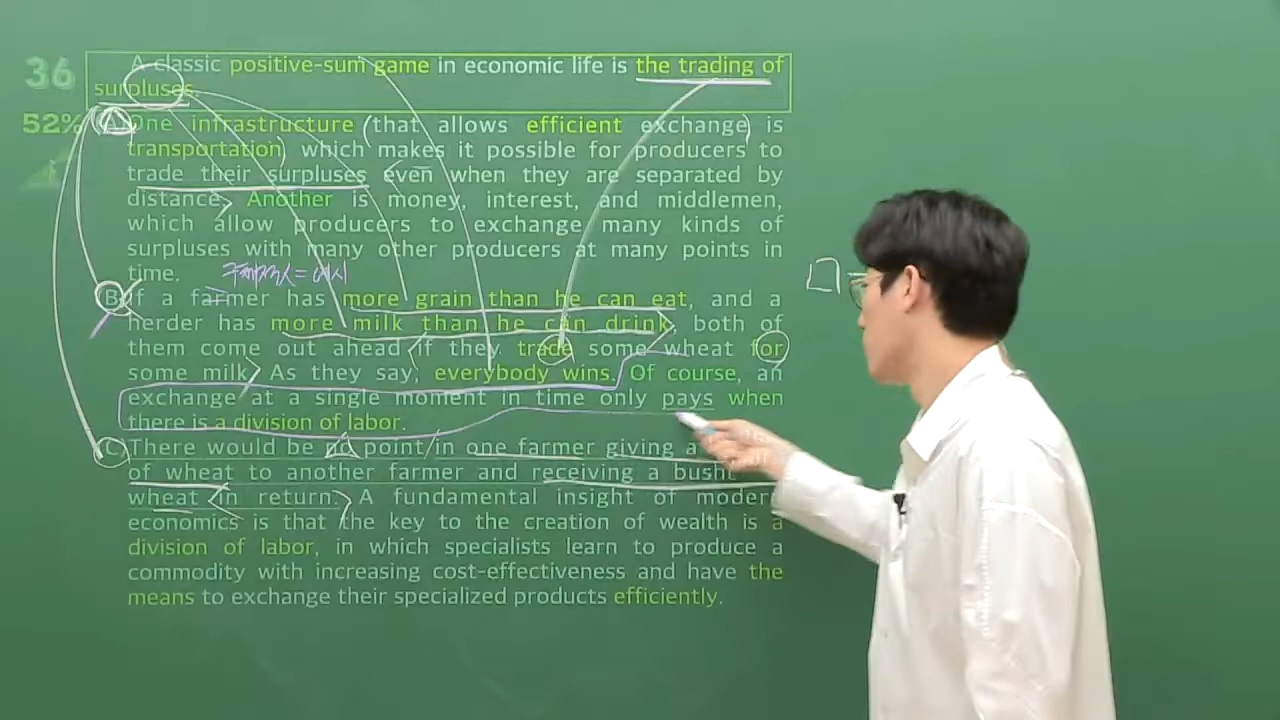 36
A classic positive-sum game in economic life is the trading of
surpluses.
52%
(A) One infrastructure (that allows efficient exchange) is
transportation, which makes it possible for producers to
trade their surpluses even when they are separated by
distance. Another is money, interest, and middlemen,
which allow producers to exchange many kinds of
surpluses with many other producers at many points in
time.
(B) If a farmer has more grain than he can eat, and a
herder has more milk than he can drink, both of
them come out ahead if they trade some wheat for
some milk. As they say, everybody wins. Of course, an
exchange at a single moment in time only pays when
there is a division of labor.
(C) There would be no point in one farmer giving a
of wheat to another farmer and receiving a
wheat in return. A fundamental insight of modern
economics is that the key to the creation of wealth is a
division of labor, in which specialists learn to produce a
commodity with increasing cost-effectiveness and have the
means to exchange their specialized products efficiently.